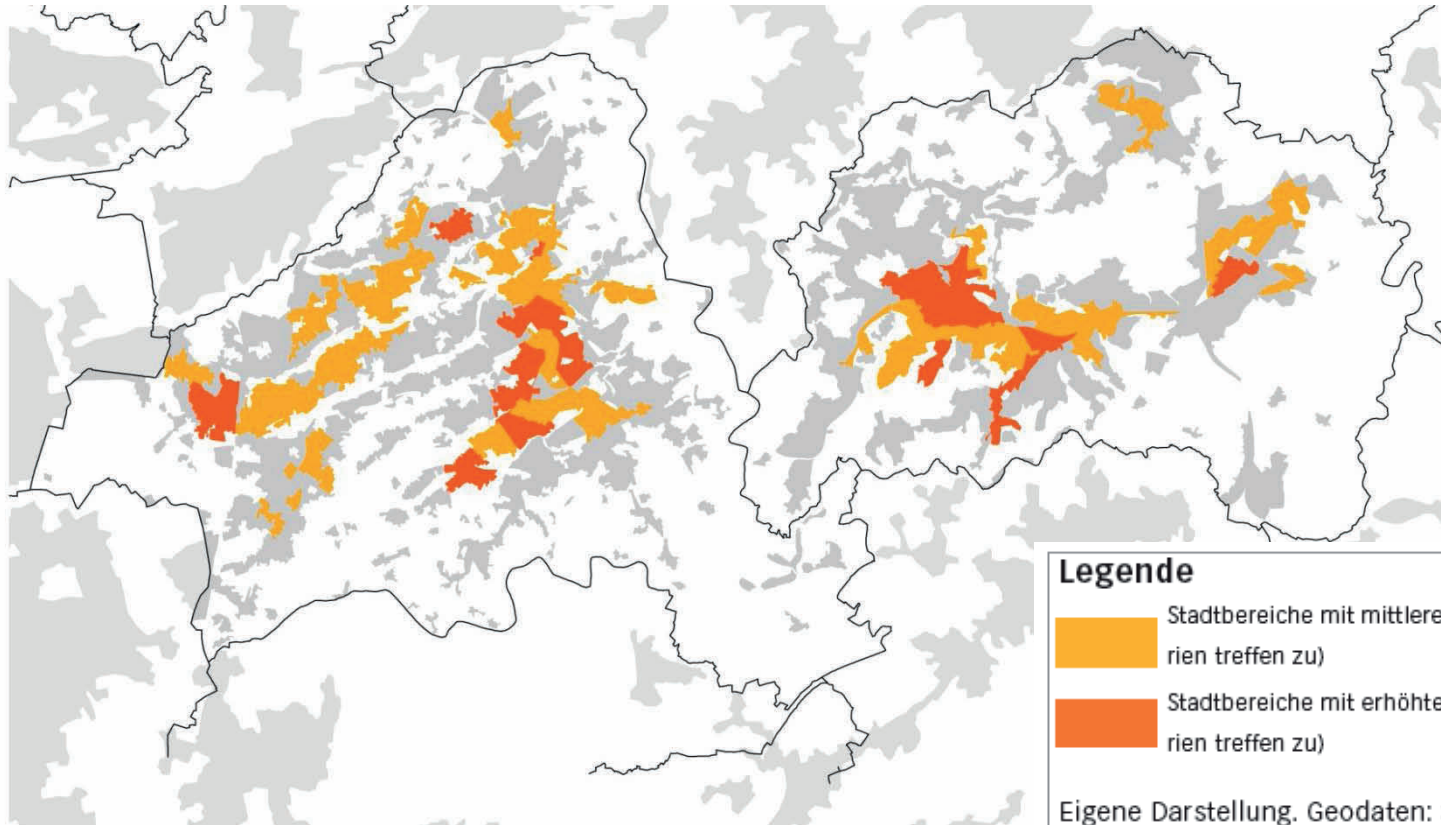 Legende
Stadtbereiche mit mittlere
rien treffen zu)
Stadtbereiche mit erhöhte
rien treffen zu)
Eigene Darstellung. Geodaten: